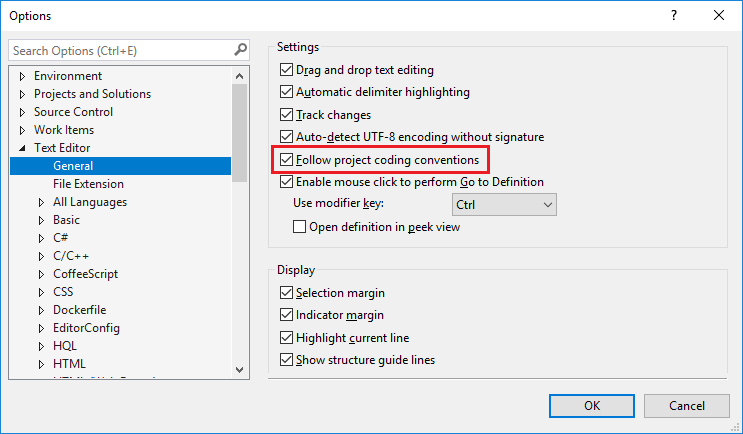 Options
Search Options (Ctrl+E)
Environment
Projects and Solutions
Source Control
Work Items
Text Editor
General
File Extension
All Languages
Basic
C#
C/C++
CoffeeScript
CSS
Dockerfile
EditorConfig
HQL
HTML
Settings
Drag and drop text editing
Automatic delimiter highlighting
Track changes
Auto-detect UTF-8 encoding without signature
Follow project coding conventions
Enable mouse click to perform Go to Definition
Use modifier key: Ctrl
Open definition in peek view
Display
Selection margin
Indicator margin
Highlight current line
Show structure guide lines
OK Cancel